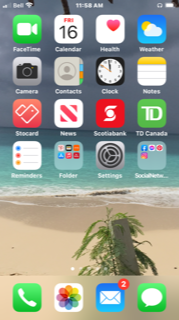 Bell
11:58 AM
FRI
16
FaceTime
Calendar
Health
Weather
Camera
Contacts
Clock
Notes
N
TD
Stocard
News
Scotiabank
TD Canada
Reminders
Folder
Settings
SocialNetw...
2